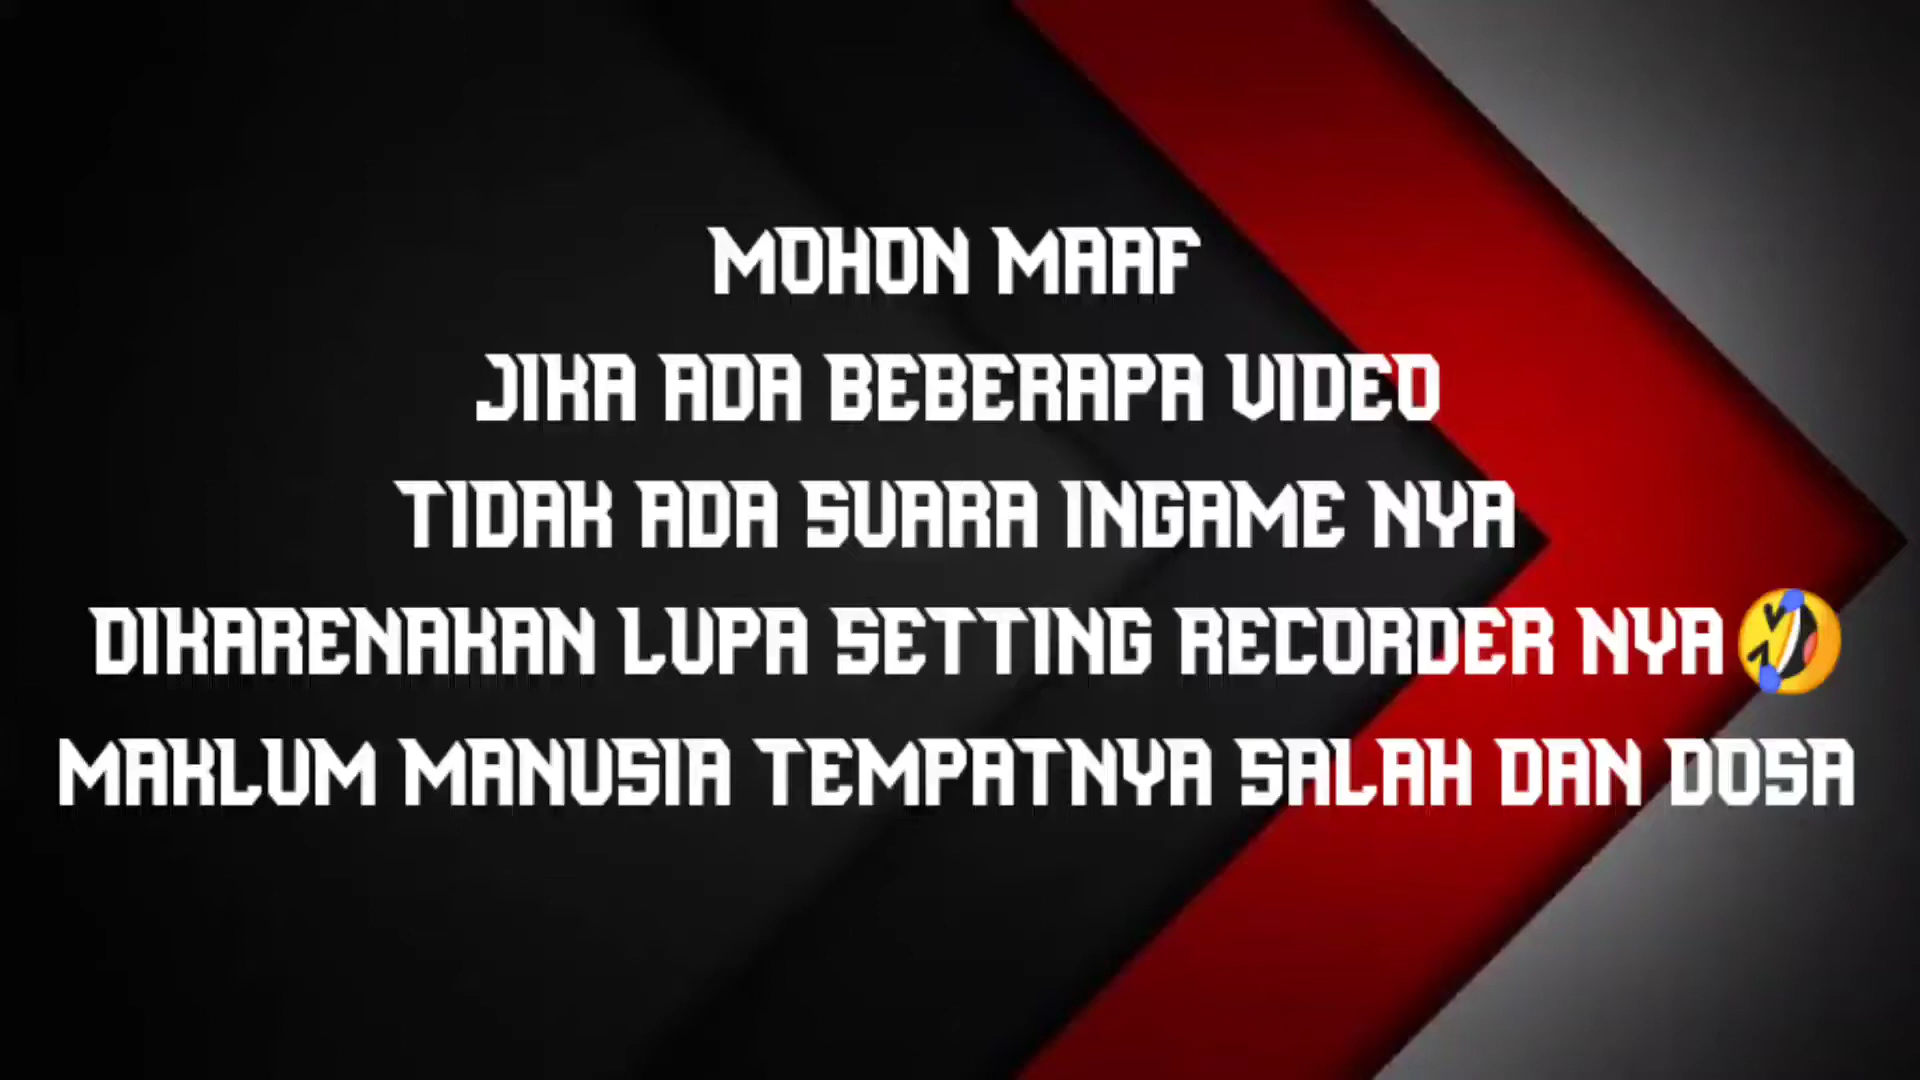 MOHON MAAF
JIKA ADA BEBERAPA VIDEO
TIDAK ADA SUARA INGAME NYA
DIKARENAKAN LUPA SETTING RECORDER NYA🤣
MAKLUM MANUSIA TEMPATNYA SALAH DAN DOSA